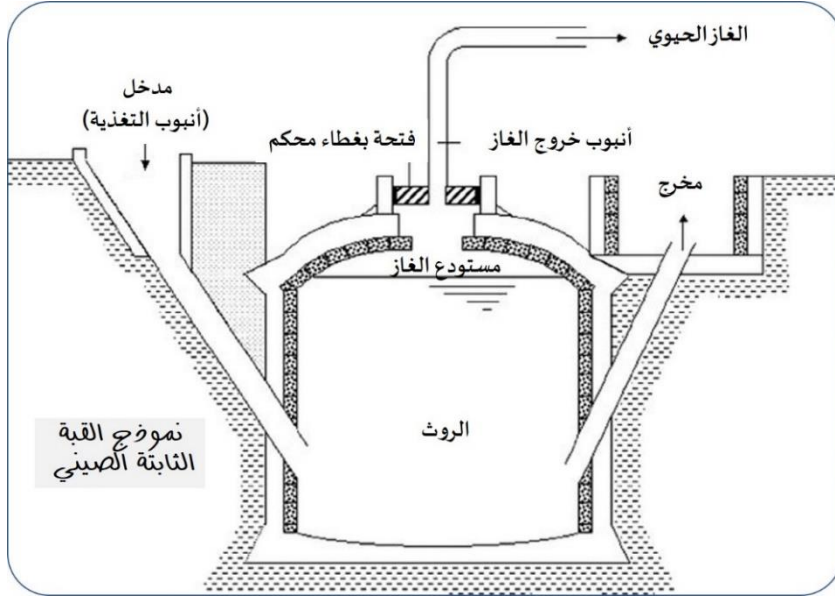 الغاز الحيوي
مدخل
(أنبوب التغذية)
فتحة بغطاء محكم
أنبوب خروج الغاز
مخرج
مستودع الغاز
الروث
نموذج القبة
الثابتة الصيني